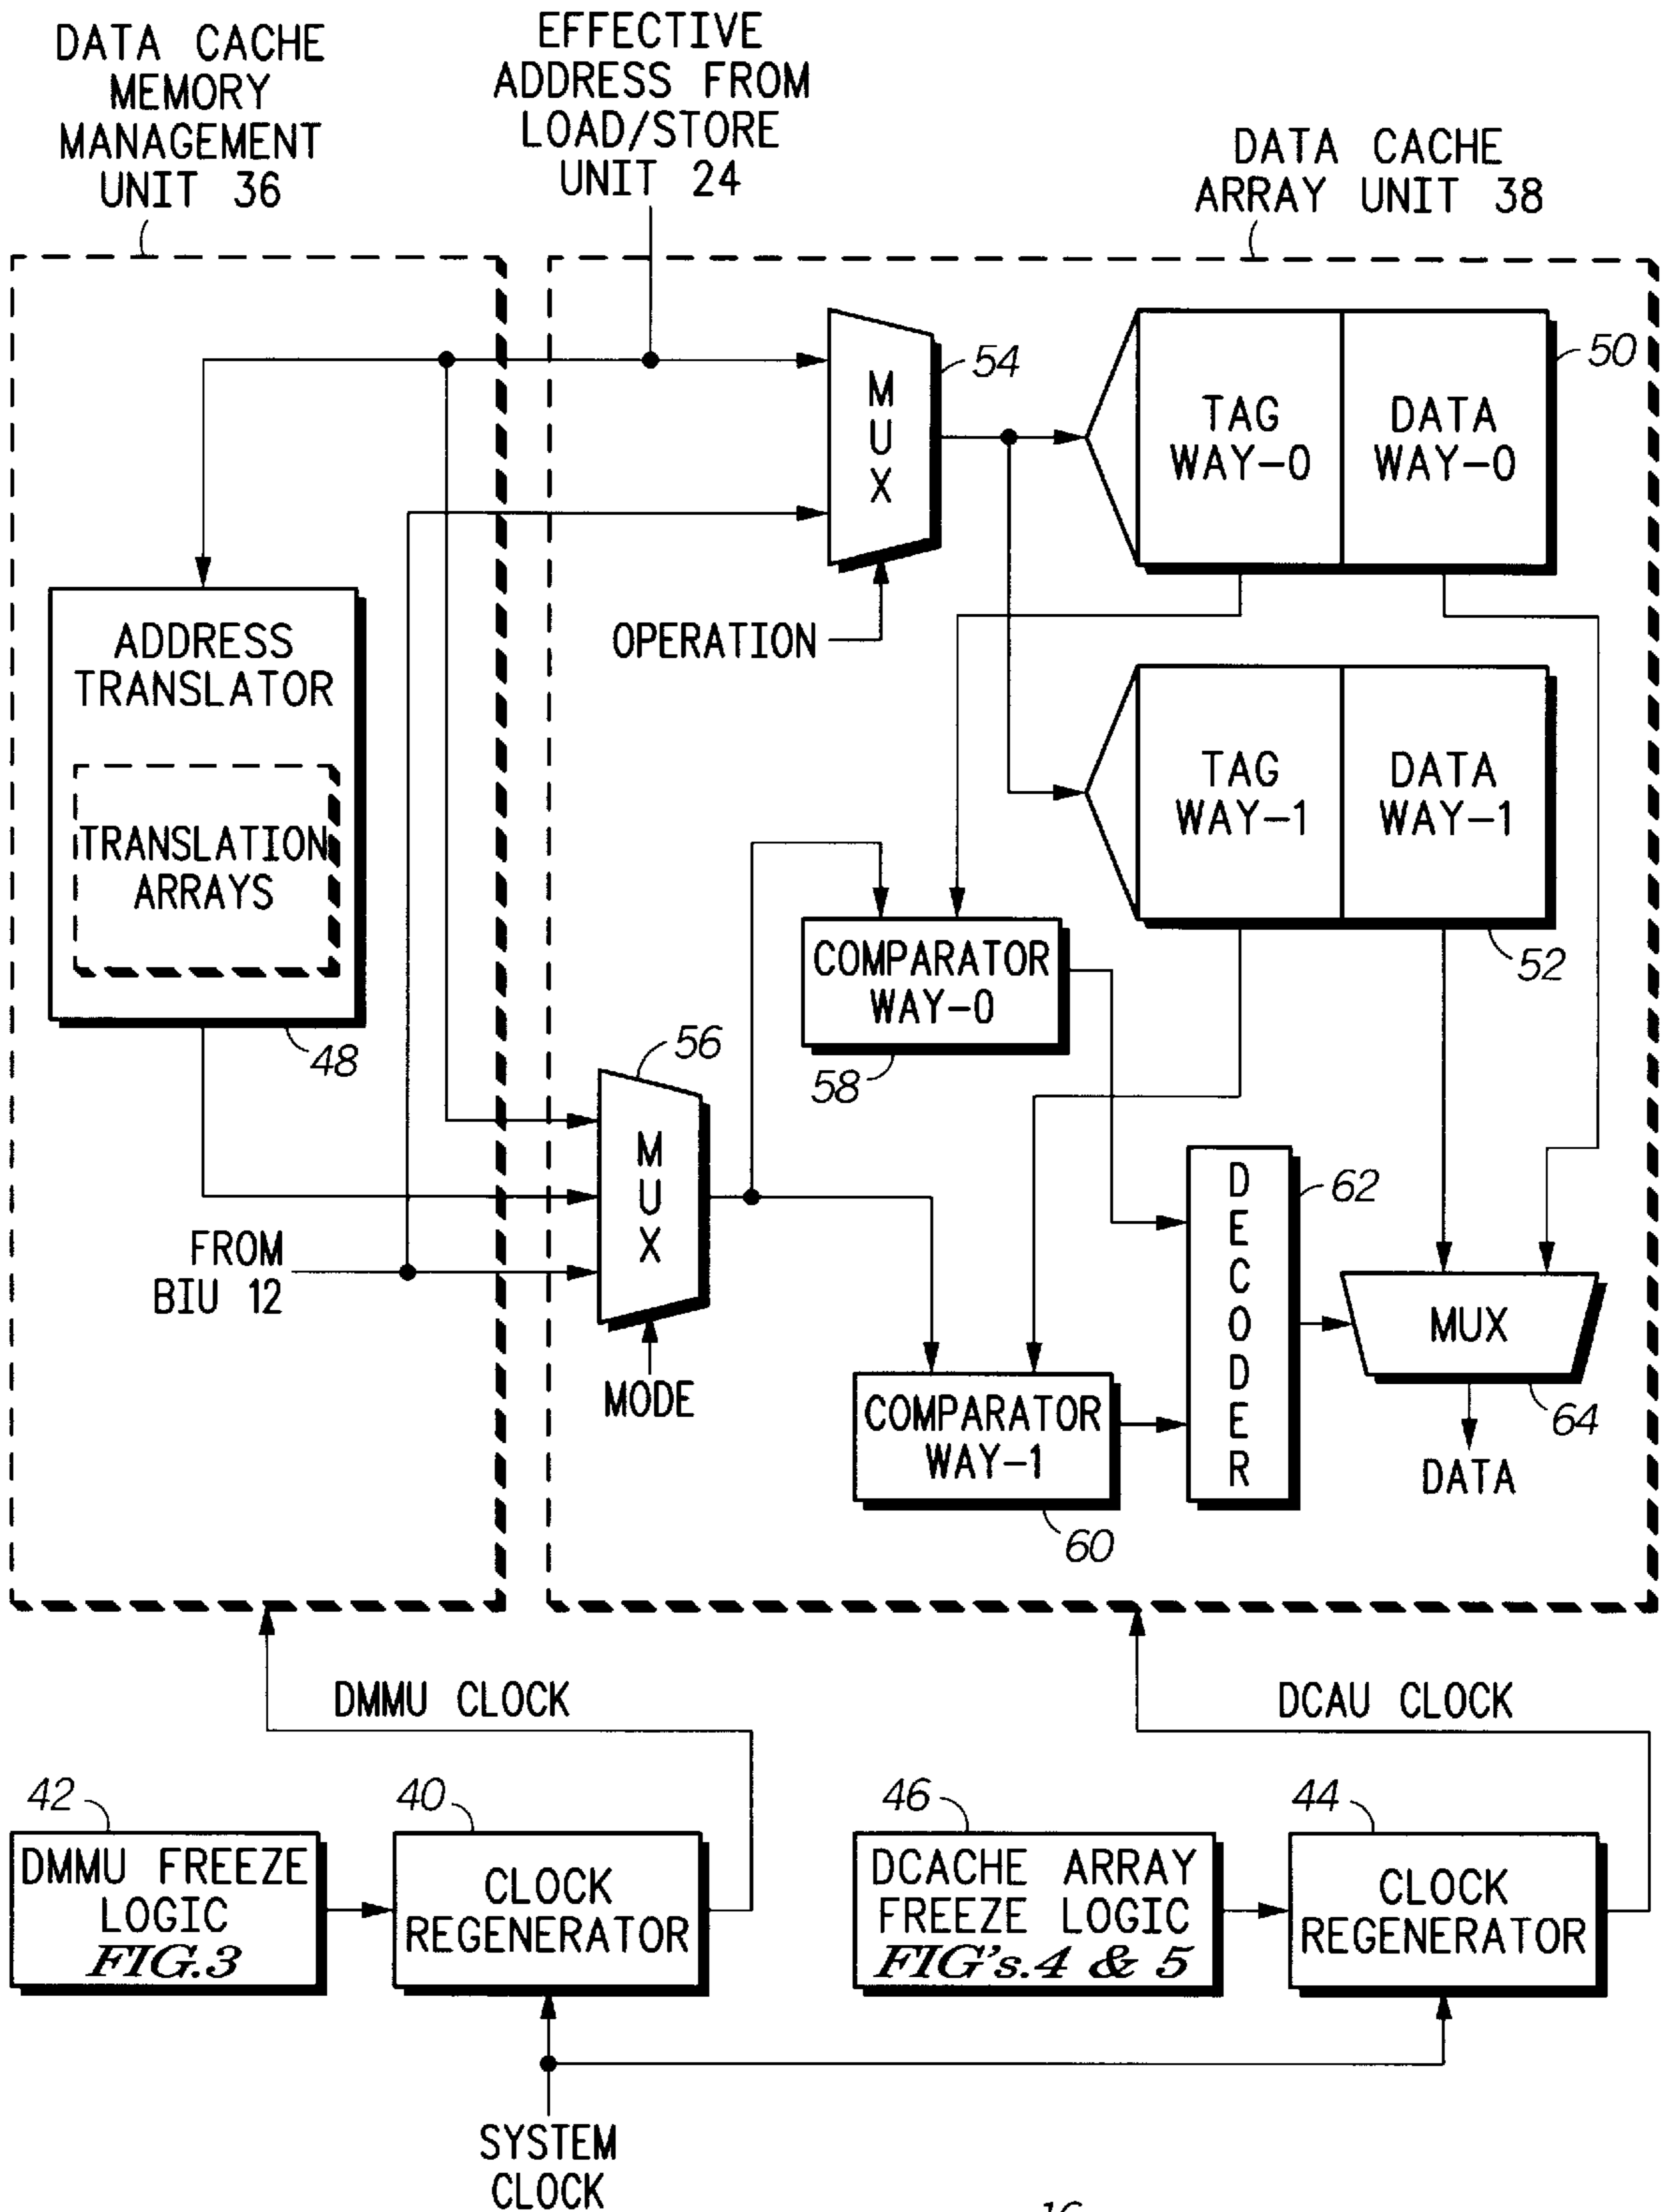 DATA CACHE
MEMORY
MANAGEMENT
UNIT 36
EFFECTIVE
ADDRESS FROM
LOAD/STORE
UNIT 24
DATA CACHE
ARRAY UNIT 38
MUX
54
TAG
WAY-0
DATA
WAY-0
50
OPERATION
ADDRESS
TRANSLATOR
TRANSLATION
ARRAYS
48
TAG
WAY-1
DATA
WAY-1
52
COMPARATOR
WAY-0
58
56
MUX
FROM
BIU 12
MODE
DECODER
62
MUX
64
DATA
COMPARATOR
WAY-1
60
DMMU CLOCK
DCAU CLOCK
42
DMMU FREEZE
LOGIC
FIG.3
40
CLOCK
REGENERATOR
46
DCACHE ARRAY
FREEZE LOGIC
FIG's.4 & 5
44
CLOCK
REGENERATOR
SYSTEM
CLOCK